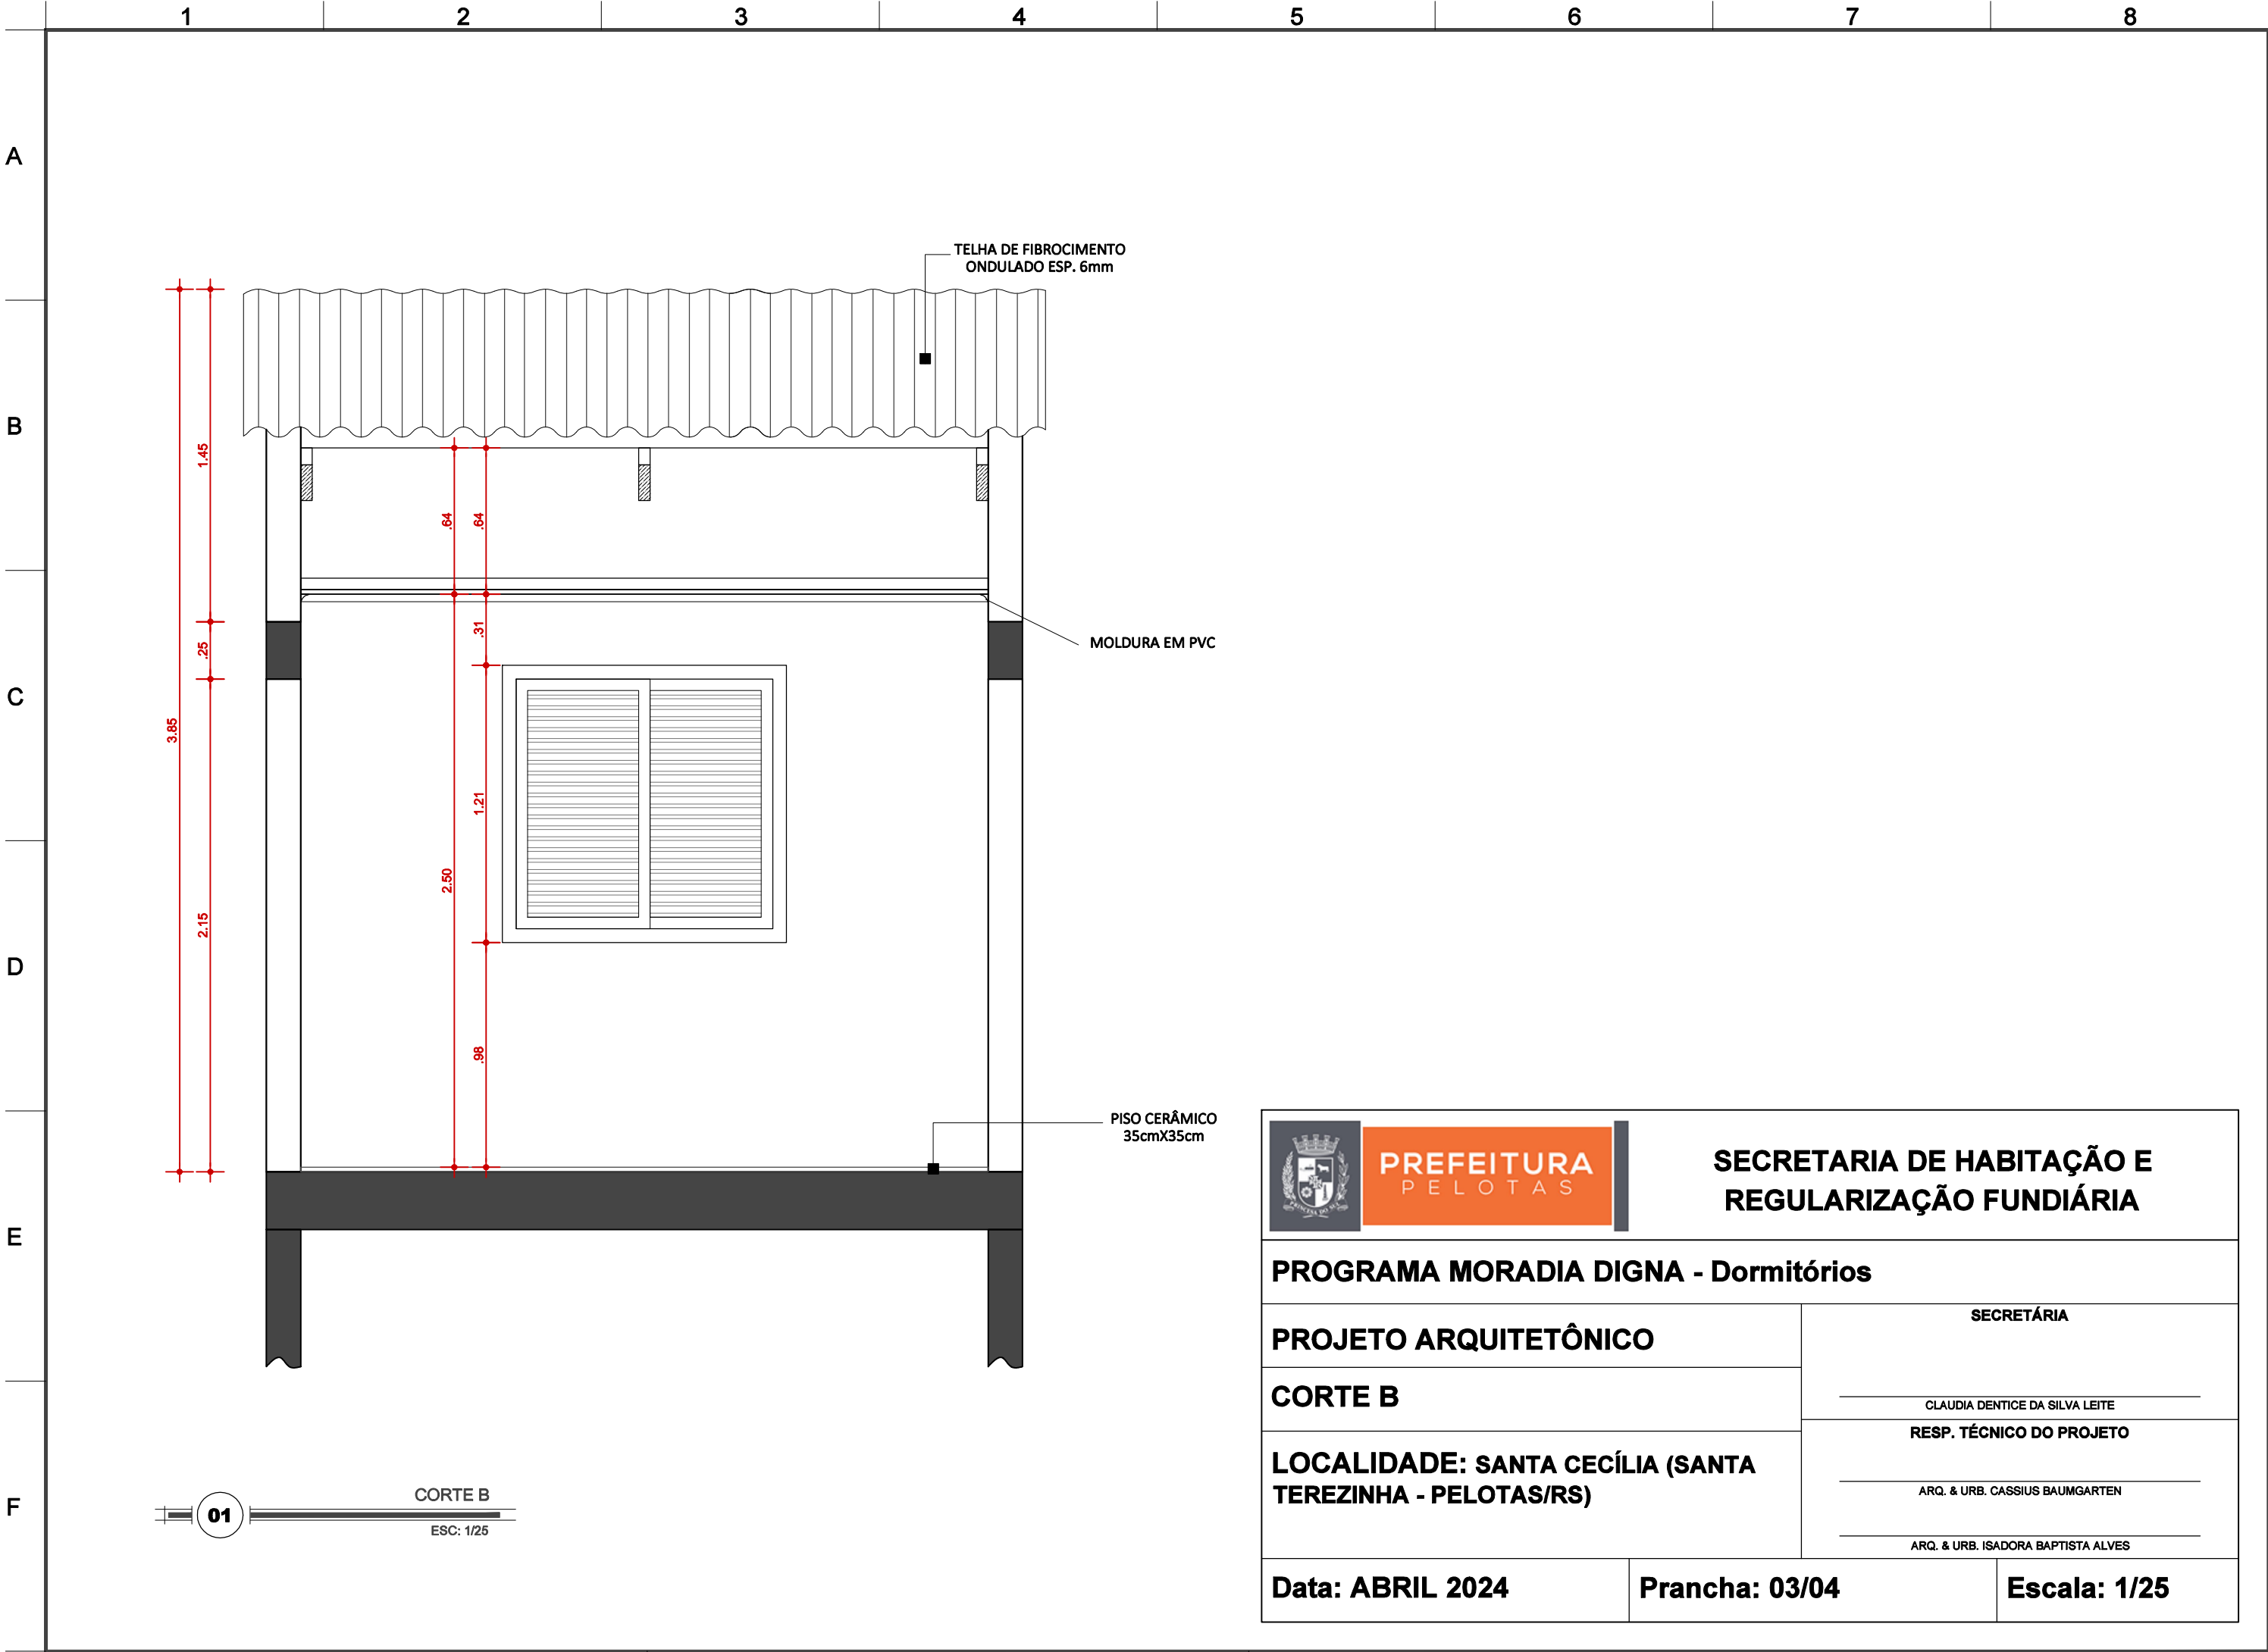 1 2 3 4 5 6 7 8
A
B
C
D
E
F
TELHA DE FIBROCIMENTO
ONDULADO ESP. 6mm
1.45
.64
.64
.31
.25
MOLDURA EM PVC
3.85
1.21
2.50
2.15
.98
PISO CERÂMICO
35cmX35cm
01
CORTE B
ESC: 1/25
PREFEITURA
PELOTAS
PRINCESA DO SUL
SECRETARIA DE HABITAÇÃO E
REGULARIZAÇÃO FUNDIÁRIA
PROGRAMA MORADIA DIGNA - Dormitórios
PROJETO ARQUITETÔNICO
CORTE B
LOCALIDADE: SANTA CECÍLIA (SANTA
TEREZINHA - PELOTAS/RS)
SECRETÁRIA
CLAUDIA DENTICE DA SILVA LEITE
RESP. TÉCNICO DO PROJETO
ARQ. & URB. CASSIUS BAUMGARTEN
ARQ. & URB. ISADORA BAPTISTA ALVES
Data: ABRIL 2024
Prancha: 03/04
Escala: 1/25